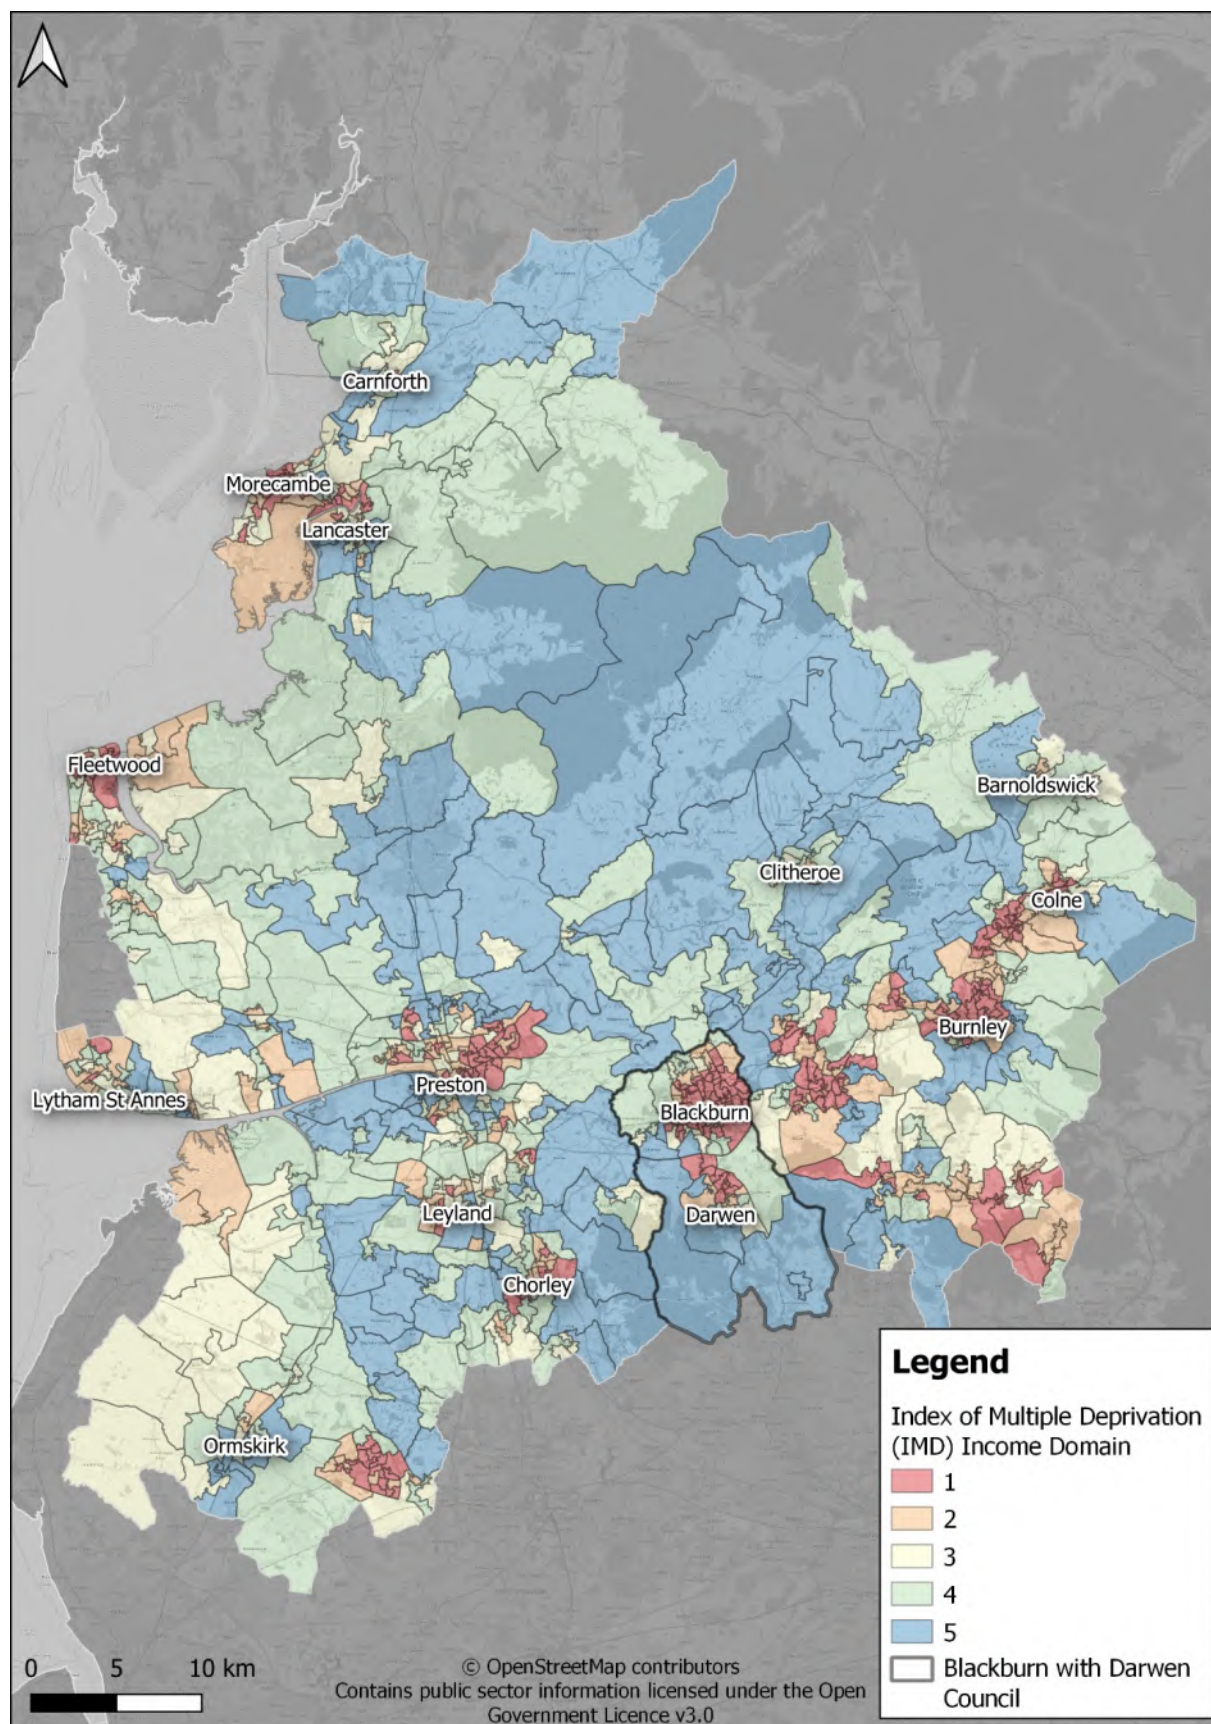 Carnforth
Morecambe
Lancaster
Fleetwood
Barnoldswick
Clitheroe
Colne
Burnley
Preston
Lytham St Annes
Blackburn
Leyland
Darwen
Chorley
Ormskirk
Legend
Index of Multiple Deprivation
(IMD) Income Domain
1
2
3
4
5
Blackburn with Darwen
Council
0 5 10 km
© OpenStreetMap contributors
Contains public sector information licensed under the Open
Government Licence v3.0